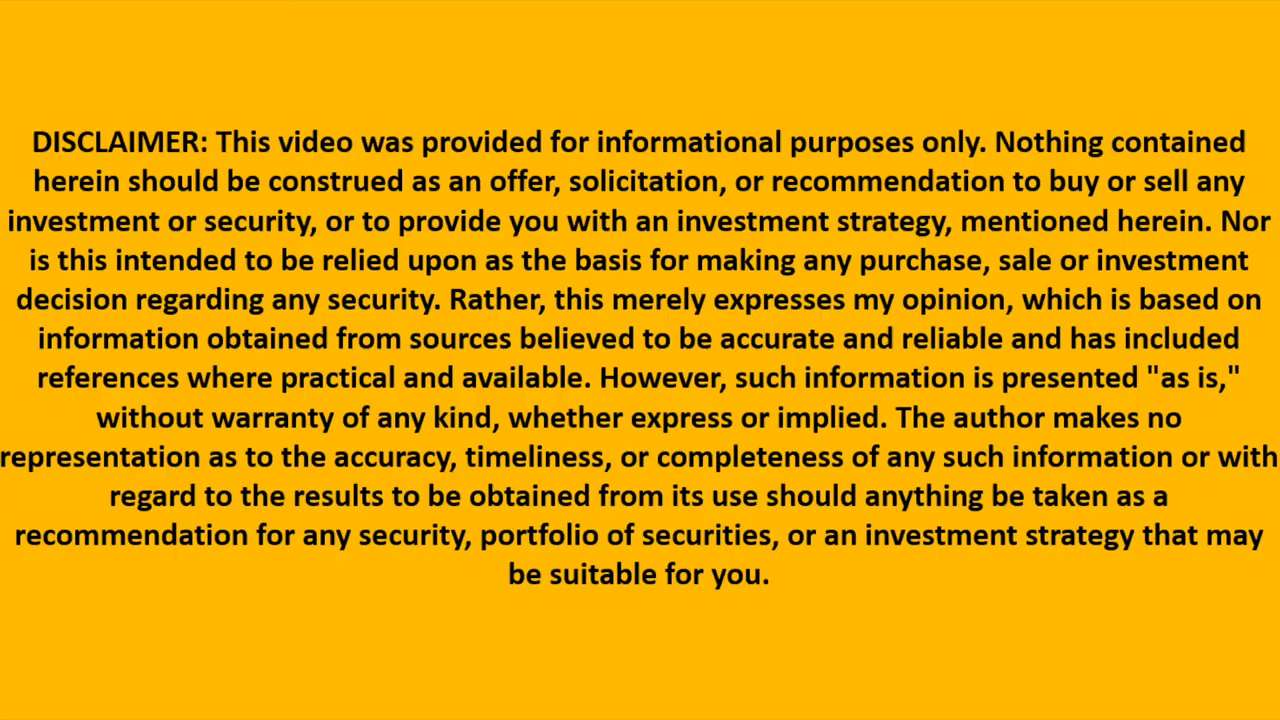 DISCLAIMER: This video was provided for informational purposes only. Nothing contained
herein should be construed as an offer, solicitation, or recommendation to buy or sell any
investment or security, or to provide you with an investment strategy, mentioned herein. Nor
is this intended to be relied upon as the basis for making any purchase, sale or investment
decision regarding any security. Rather, this merely expresses my opinion, which is based on
information obtained from sources believed to be accurate and reliable and has included
references where practical and available. However, such information is presented "as is,"
without warranty of any kind, whether express or implied. The author makes no
representation as to the accuracy, timeliness, or completeness of any such information or with
regard to the results to be obtained from its use should anything be taken as a
recommendation for any security, portfolio of securities, or an investment strategy that may
be suitable for you.